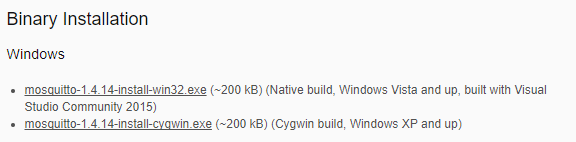 Binary Installation
Windows
mosquitto-1.4.14-install-win32.exe (~200 kB) (Native build, Windows Vista and up, built with Visual
Studio Community 2015)
mosquitto-1.4.14-install-cygwin.exe (~200 kB) (Cygwin build, Windows XP and up)